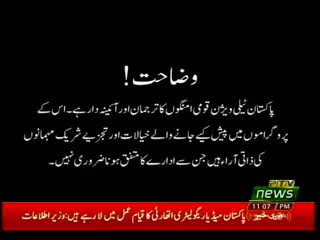 وضاحت !
پاکستان ٹیلی ویژن قومی امنگوں کا ترجمان اور آئینہ دار ہے۔ اس کے
پروگراموں میں پیش کیے جانے والے خیالات اور تجزیے شریک مہمانوں
کی ذاتی آراء ہیں جن سے ادارے کا متفق ہونا ضروری نہیں۔
PTV
news
11:07 PM
پاکستان میڈیا ریگولیٹری اتھارٹی کا قیام عمل میں لا رہے ہیں: وزیر اطلاعات